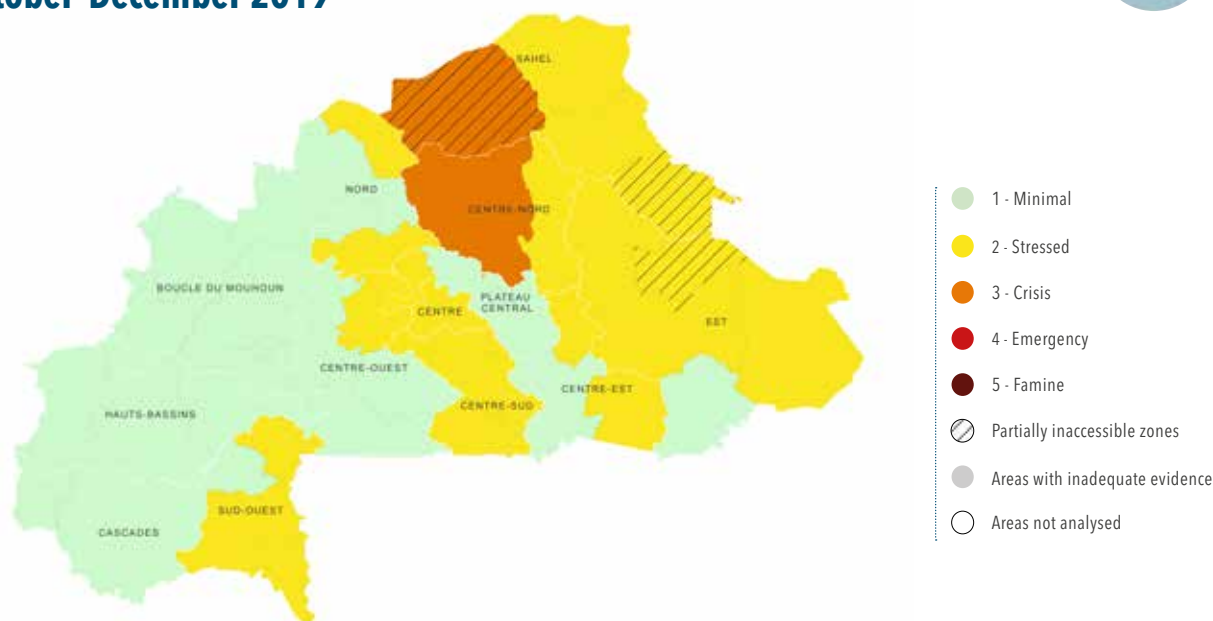 tober-December 2019
SAHEL
NORD
CENTRE-NORD
BOUCLE DU MOUHOUN
PLATEAU
CENTRAL
CENTRE
EST
CENTRE-OUEST
CENTRE-EST
CENTRE-SUD
HAUTS-BASSINS
SUD-OUEST
CASCADES
1 - Minimal
2 - Stressed
3 - Crisis
4 - Emergency
5 - Famine
Partially inaccessible zones
Areas with inadequate evidence
Areas not analysed